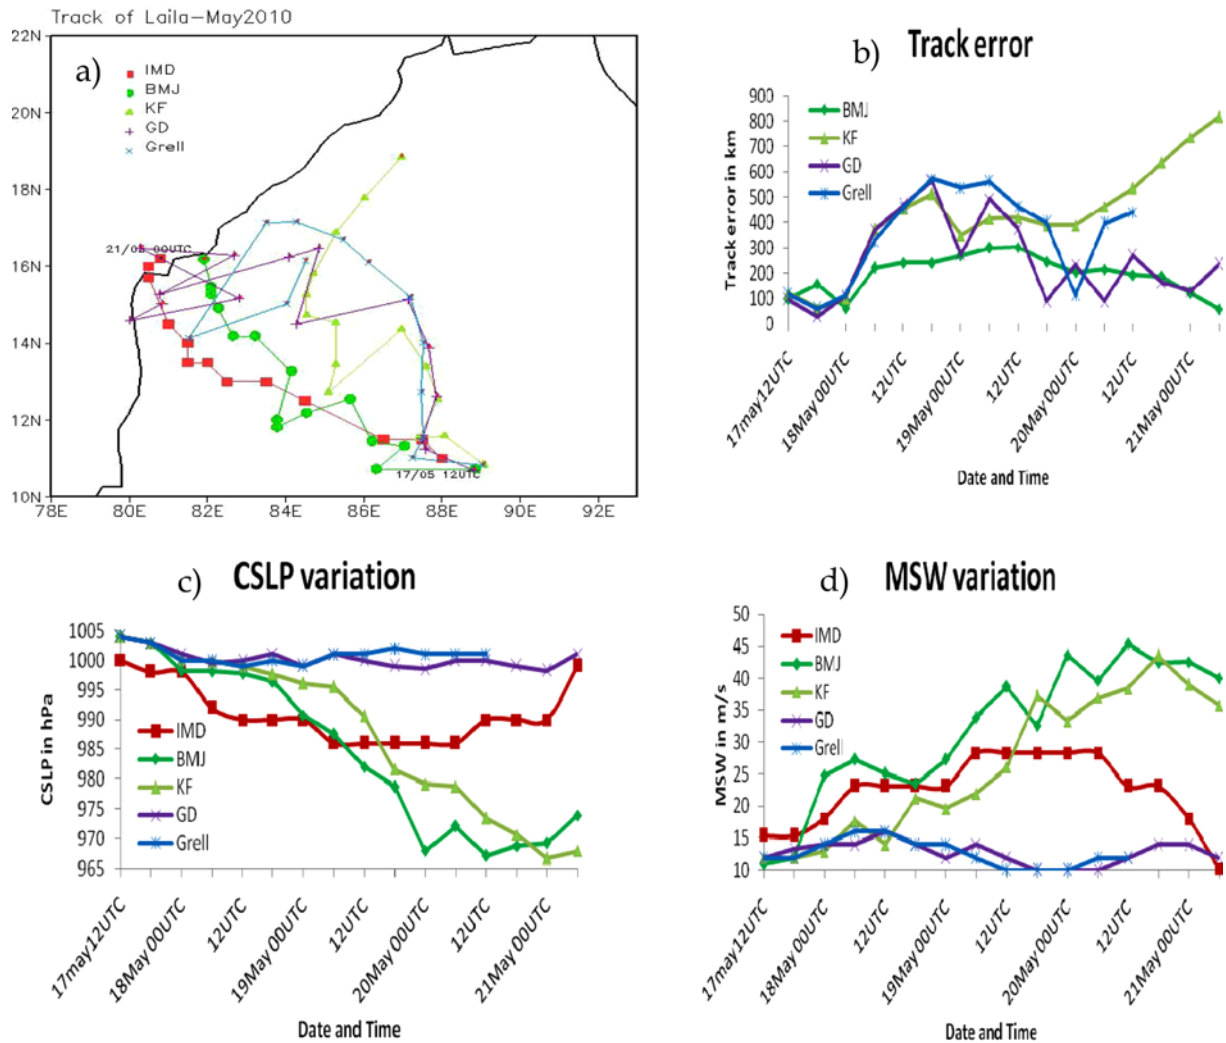 Track of Laila-May2010
22N
20N
18N
16N
14N
12N
10N
78E 80E 82E 84E 86E 88E 90E 92E
a)
IMD
BMJ
KF
GD
Grell
17/05 12UTC
b) Track error
Track error in km
900
800
700
600
500
400
300
200
100
0
BMJ
KF
GD
Grell
17may12UTC
18May 00UTC
12UTC
19May 00UTC
12UTC
20May 00UTC
12UTC
21May 00UTC
Date and Time
c) CSLP variation
CSLP in hPa
1005
1000
995
990
985
980
975
970
965
IMD
BMJ
KF
GD
Grell
17may12UTC
18May 00UTC
12UTC
19May 00UTC
12UTC
20May 00UTC
12UTC
21May 00UTC
Date and Time
d) MSW variation
MSW in m/s
50
45
40
35
30
25
20
15
10
IMD
BMJ
KF
GD
Grell
17may12UTC
18May 00UTC
12UTC
19May 00UTC
12UTC
20May 00UTC
12UTC
21May 00UTC
Date and Time